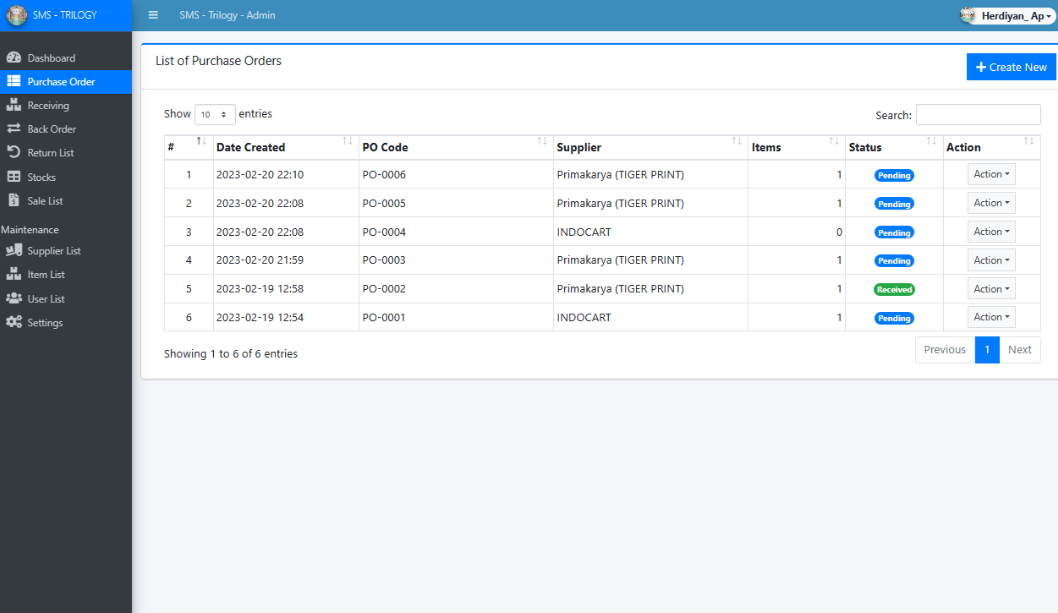 SMS - TRILOGY
SMS - Trilogy - Admin
Herdiyan_ Ap
Dashboard
Purchase Order
Receiving
Back Order
Return List
Stocks
Sale List
Maintenance
Supplier List
Item List
User List
Settings
List of Purchase Orders
Create New
Show 10 entries
Search:
# Date Created PO Code Supplier Items Status Action
1 2023-02-20 22:10 PO-0006 Primakarya (TIGER PRINT) 1 Pending Action
2 2023-02-20 22:08 PO-0005 Primakarya (TIGER PRINT) 1 Pending Action
3 2023-02-20 22:08 PO-0004 INDOCART 0 Pending Action
4 2023-02-20 21:59 PO-0003 Primakarya (TIGER PRINT) 1 Pending Action
5 2023-02-19 12:58 PO-0002 Primakarya (TIGER PRINT) 1 Received Action
6 2023-02-19 12:54 PO-0001 INDOCART 1 Pending Action
Showing 1 to 6 of 6 entries
Previous 1 Next